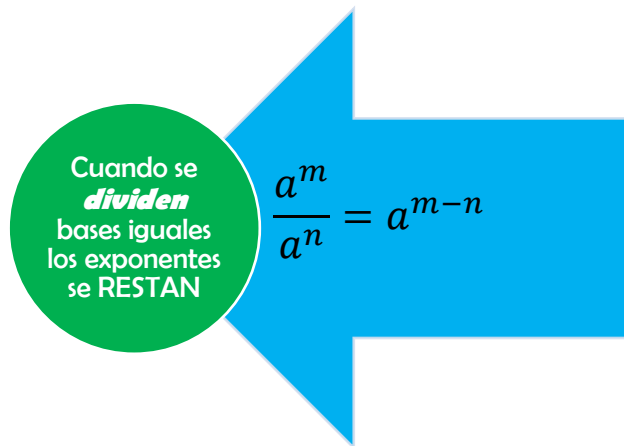 Cuando se
dividen
bases iguales
los exponentes
se RESTAN
a^m / a^n = a^{m-n}